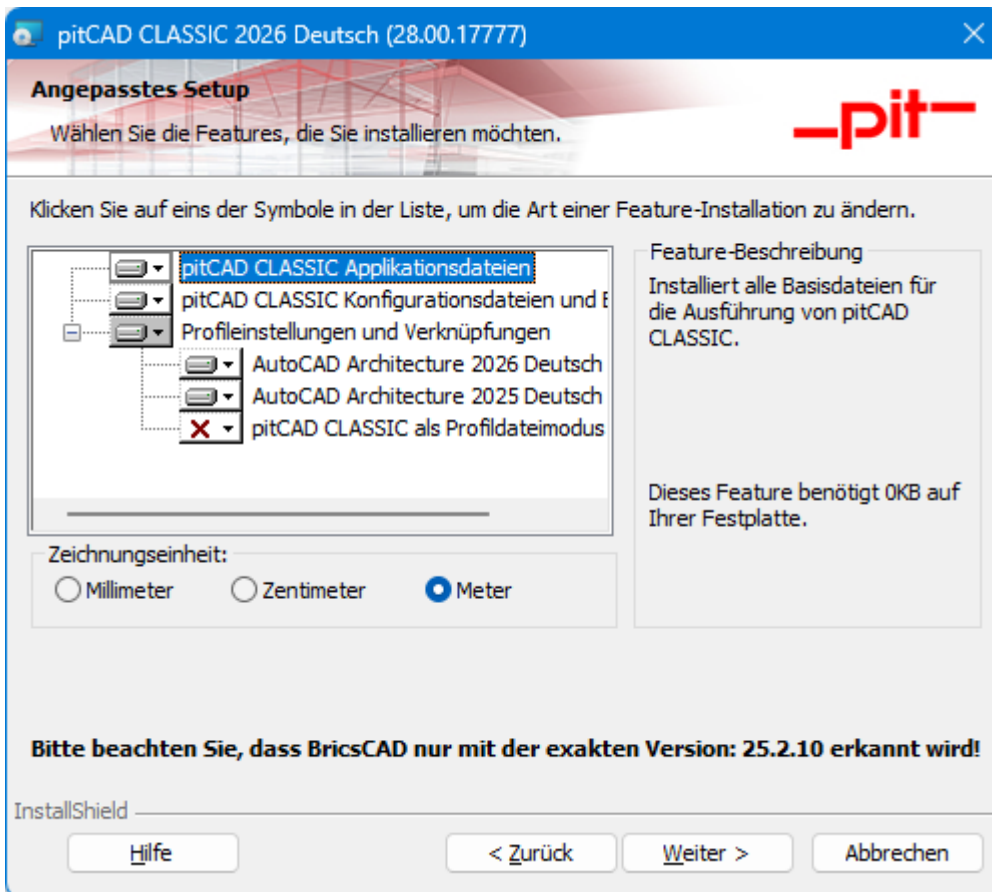 pitCAD CLASSIC 2026 Deutsch (28.00.17777)
Angepasstes Setup
Wählen Sie die Features, die Sie installieren möchten.
pit
Klicken Sie auf eins der Symbole in der Liste, um die Art einer Feature-Installation zu ändern.
pitCAD CLASSIC Applikationsdateien
pitCAD CLASSIC Konfigurationsdateien und
Profileinstellungen und Verknüpfungen
AutoCAD Architecture 2026 Deutsch
AutoCAD Architecture 2025 Deutsch
pitCAD CLASSIC als Profildateimodus
Feature-Beschreibung
Installiert alle Basisdateien für
die Ausführung von pitCAD
CLASSIC.
Dieses Feature benötigt 0KB auf
Ihrer Festplatte.
Zeichnungseinheit:
Millimeter Zentimeter Meter
Bitte beachten Sie, dass BricsCAD nur mit der exakten Version: 25.2.10 erkannt wird!
InstallShield
Hilfe < Zurück Weiter > Abbrechen